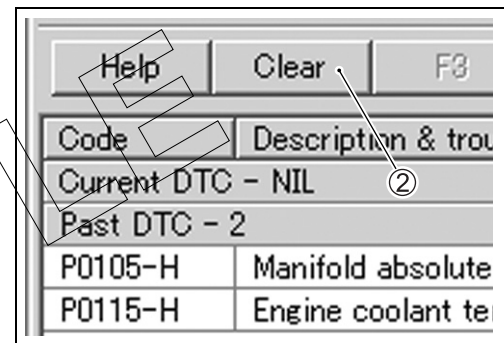 Help Clear F3
Code Description & trou
Current DTC - NIL
②
Past DTC - 2
P0105-H Manifold absolute
P0115-H Engine coolant te